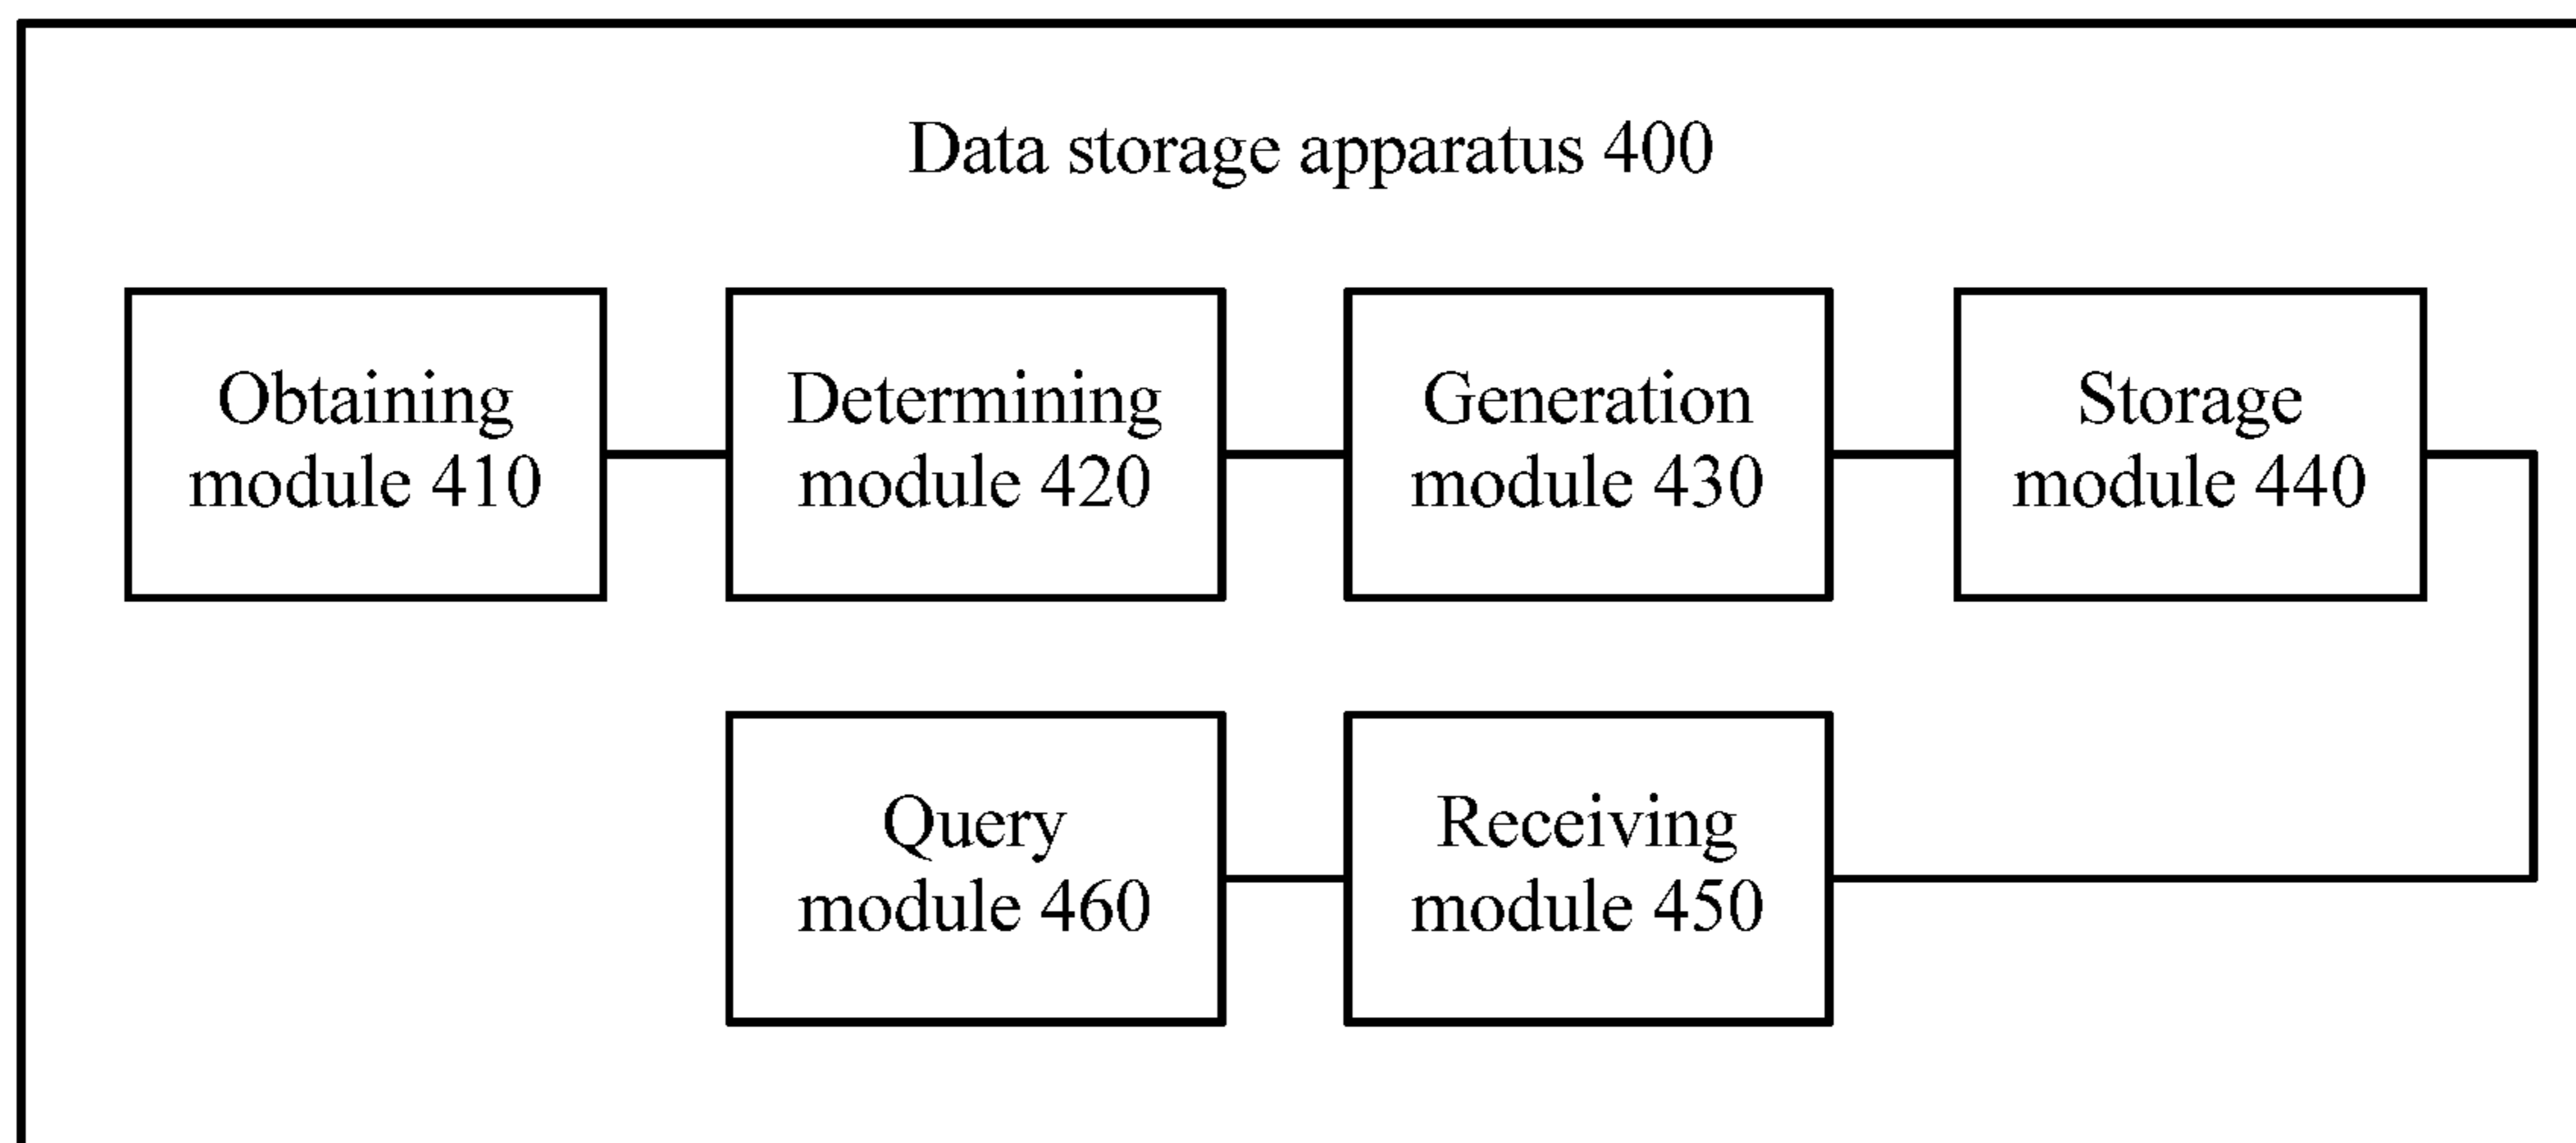 Data storage apparatus 400
Obtaining
module 410
Determining
module 420
Generation
module 430
Storage
module 440
Query
module 460
Receiving
module 450